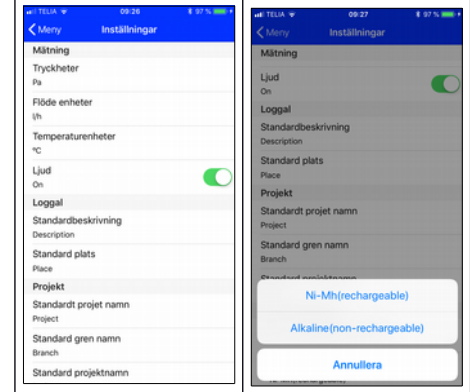 TELIA 09:26 97 %
Meny Inställningar
Mätning
Tryckheter
Pa
Flöde enheter
l/h
Temperaturenheter
°C
Ljud
On
Loggal
Standardbeskrivning
Description
Standard plats
Place
Projekt
Standardt projet namn
Project
Standard gren namn
Branch
Standard projektnamn
TELIA 09:27 97 %
Meny Inställningar
Mätning
Ljud
On
Loggal
Standardbeskrivning
Description
Standard plats
Place
Projekt
Standardt projet namn
Project
Standard gren namn
Branch
Standard projektnamn
Ni-Mh(rechargeable)
Alkaline(non-rechargeable)
Annullera